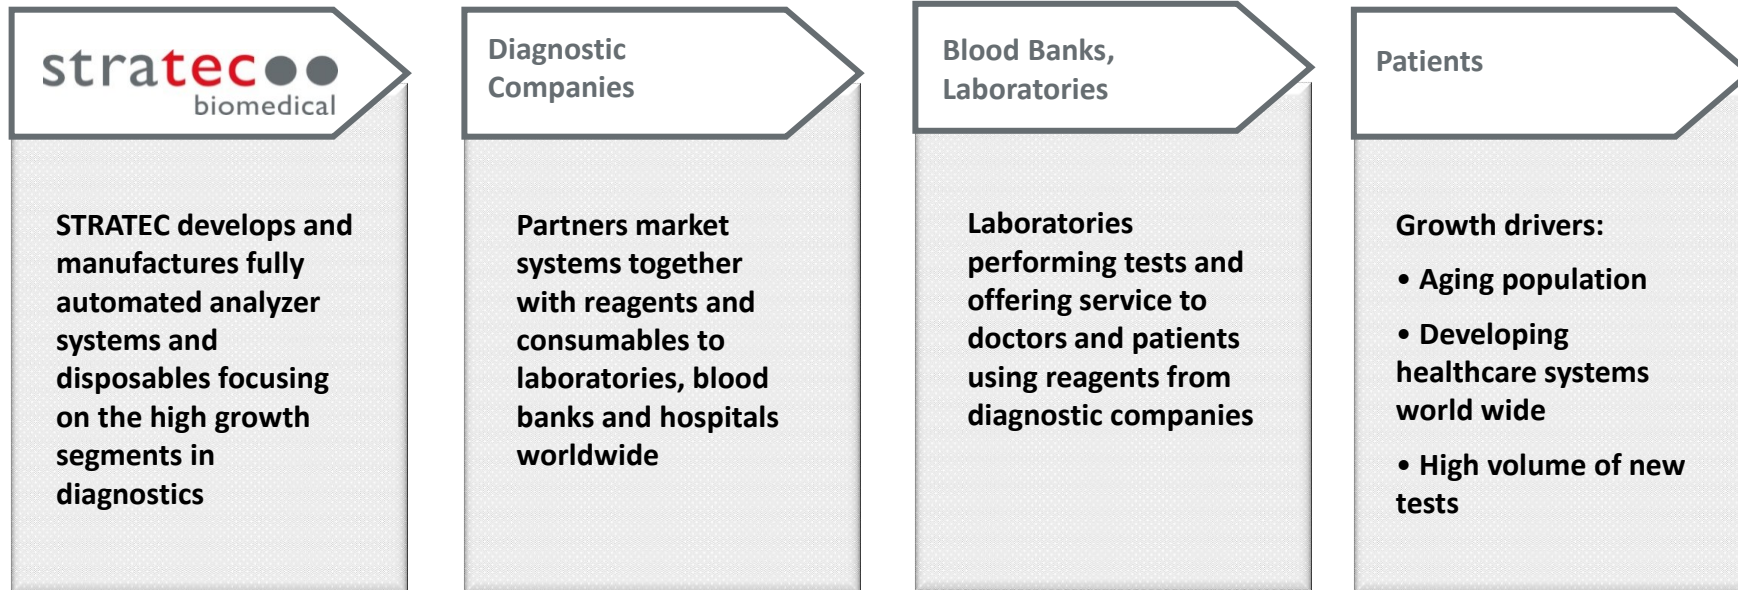 stratec
biomedical
STRATEC develops and
manufactures fully
automated analyzer
systems and
disposables focusing
on the high growth
segments in
diagnostics
Diagnostic
Companies
Partners market
systems together
with reagents and
consumables to
laboratories, blood
banks and hospitals
worldwide
Blood Banks,
Laboratories
Laboratories
performing tests and
offering service to
doctors and patients
using reagents from
diagnostic companies
Patients
Growth drivers:
• Aging population
• Developing
healthcare systems
world wide
• High volume of new
tests